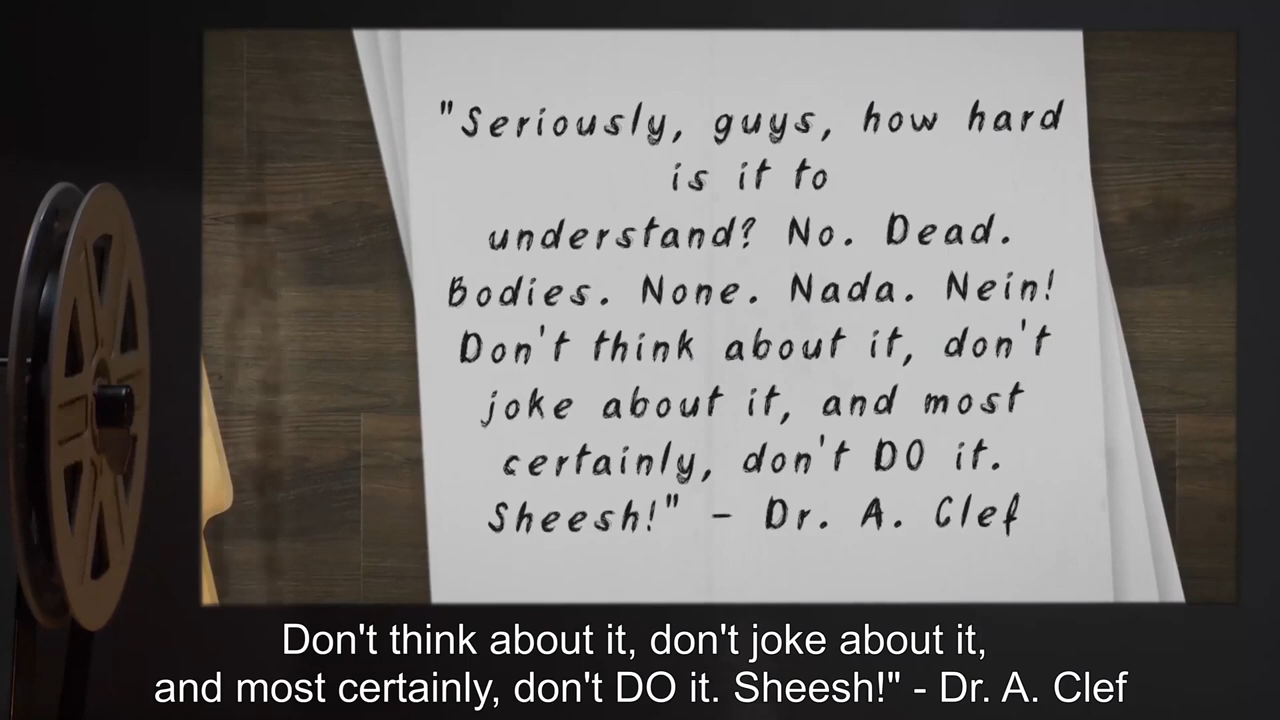 "Seriously, guys, how hard
is it to
understand? No. Dead.
Bodies. None. Nada. Nein!
Don't think about it, don't
joke about it, and most
certainly, don't DO it.
Sheesh!" - Dr. A. Clef
Don't think about it, don't joke about it,
and most certainly, don't DO it. Sheesh!" - Dr. A. Clef